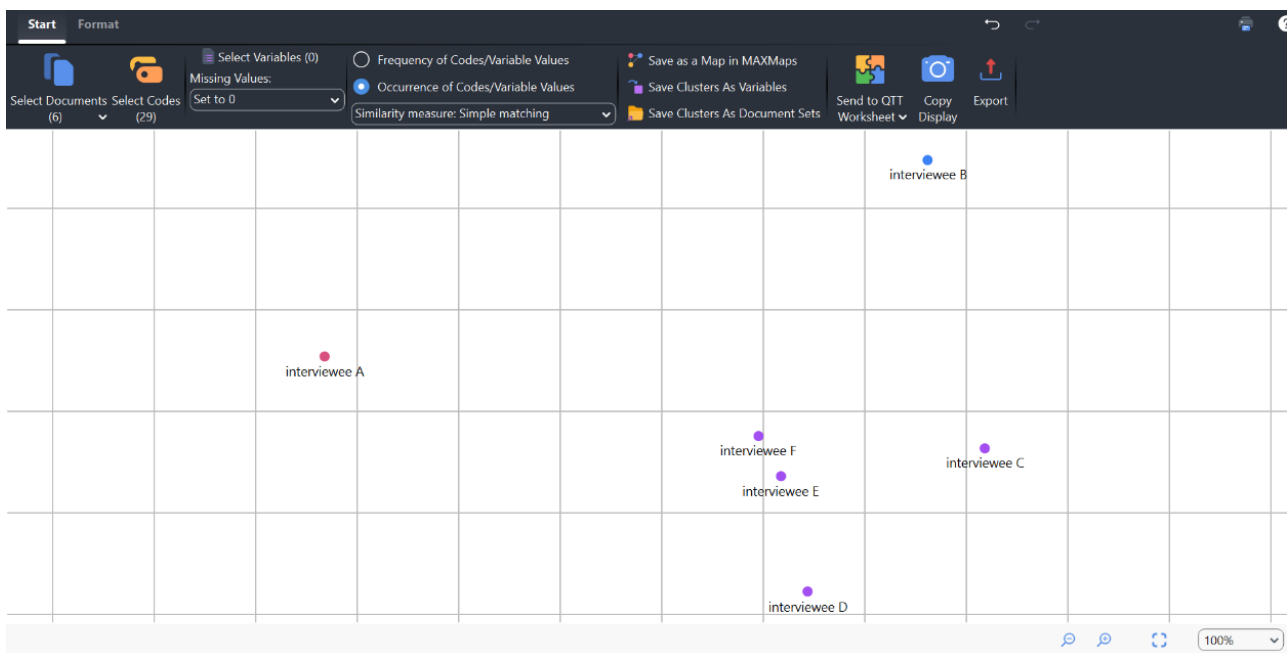 Start Format
Select Variables (0)
Frequency of Codes/Variable Values
Save as a Map in MAXMaps
Missing Values:
Occurrence of Codes/Variable Values
Save Clusters As Variables
Select Documents Select Codes
Set to 0
Send to QTT Copy Export
(6) (29)
Similarity measure: Simple matching
Save Clusters As Document Sets
Worksheet Display
interviewee B
interviewee A
interviewee F
interviewee C
interviewee E
interviewee D
100%